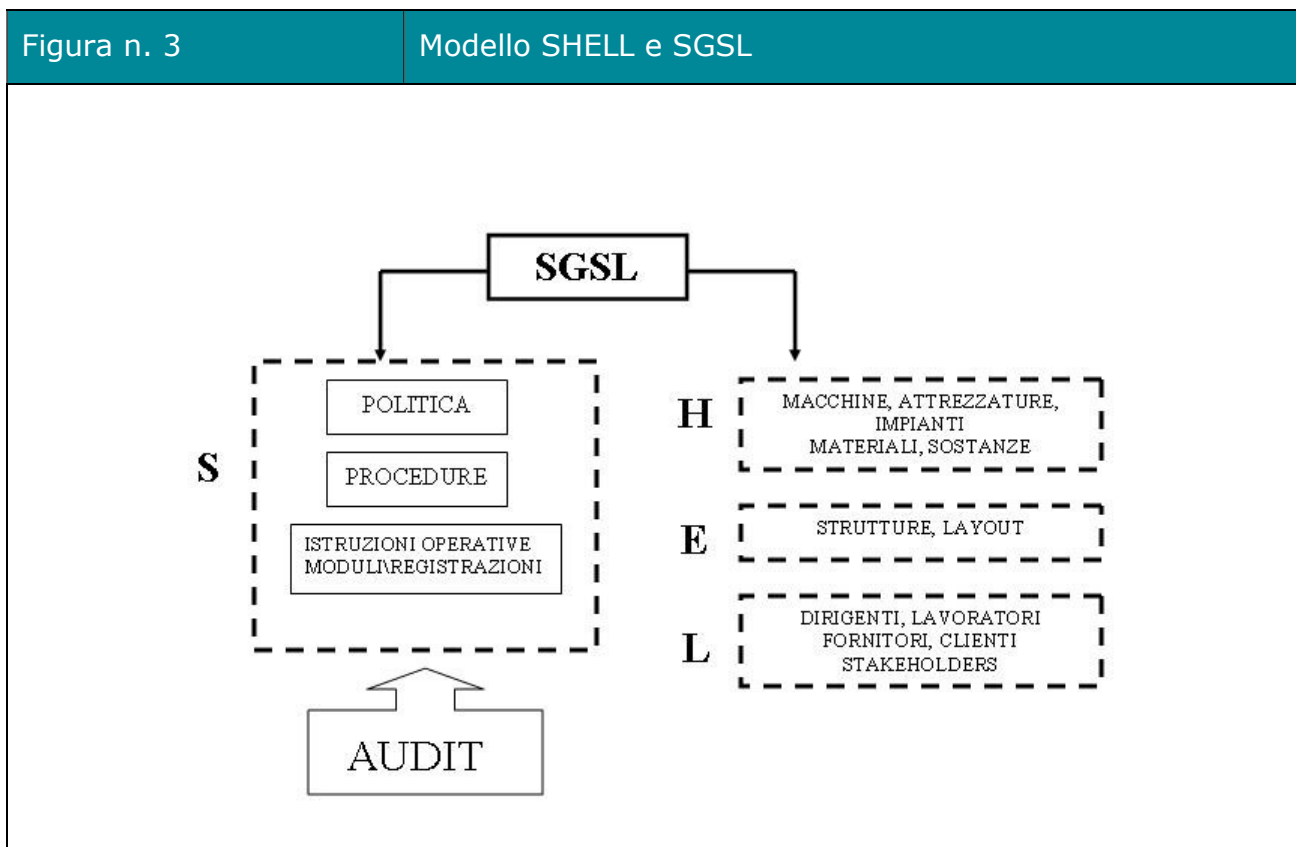 Figura n. 3
Modello SHELL e SGSL
SGSL
S
POLITICA
PROCEDURE
ISTRUZIONI OPERATIVE
MODULI\REGISTRAZIONI
AUDIT
H
MACCHINE, ATTREZZATURE,
IMPIANTI
MATERIALI, SOSTANZE
E
STRUTTURE, LAYOUT
L
DIRIGENTI, LAVORATORI
FORNITORI, CLIENTI
STAKEHOLDERS